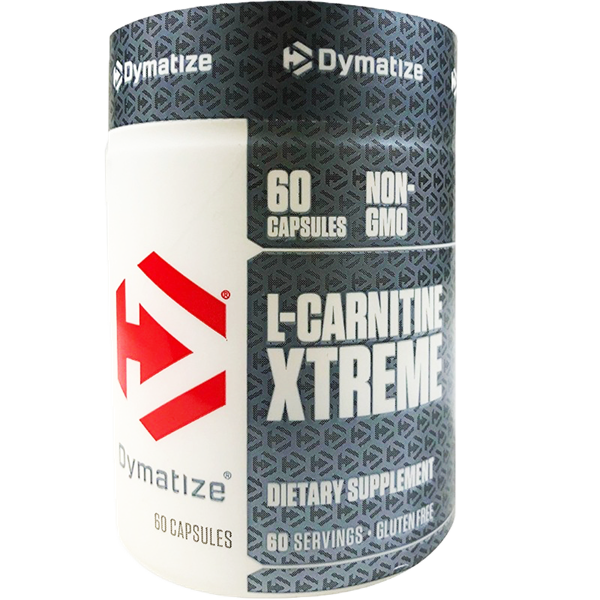 Dymatize
Dymatize
60
CAPSULES
NON-
GMO
L-CARNITINE
XTREME
®
Dymatize®
60 CAPSULES
DIETARY SUPPLEMENT
60 SERVINGS • GLUTEN FREE